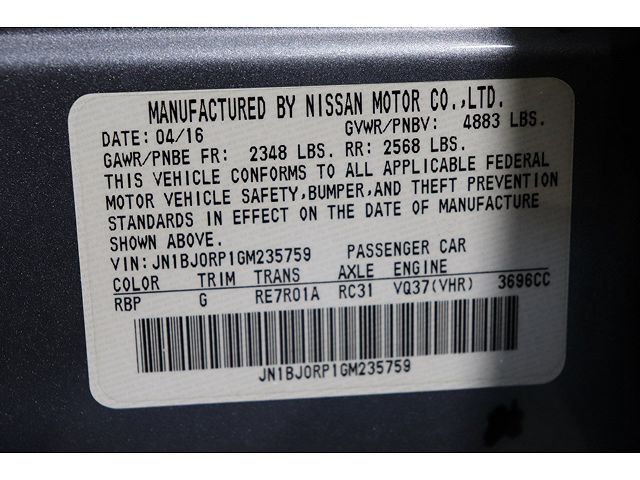 MANUFACTURED BY NISSAN MOTOR CO.,LTD.
DATE: 04/16 GVWR/PNBV: 4883 LBS.
GAWR/PNBE FR: 2348 LBS. RR: 2568 LBS.
THIS VEHICLE CONFORMS TO ALL APPLICABLE FEDERAL
MOTOR VEHICLE SAFETY,BUMPER,AND THEFT PREVENTION
STANDARDS IN EFFECT ON THE DATE OF MANUFACTURE
SHOWN ABOVE.
VIN:JN1BJ0RP1GM235759 PASSENGER CAR
COLOR TRIM TRANS AXLE ENGINE
RBP G RE7R01A RC31 VQ37(VHR) 3696CC
JN1BJ0RP1GM235759